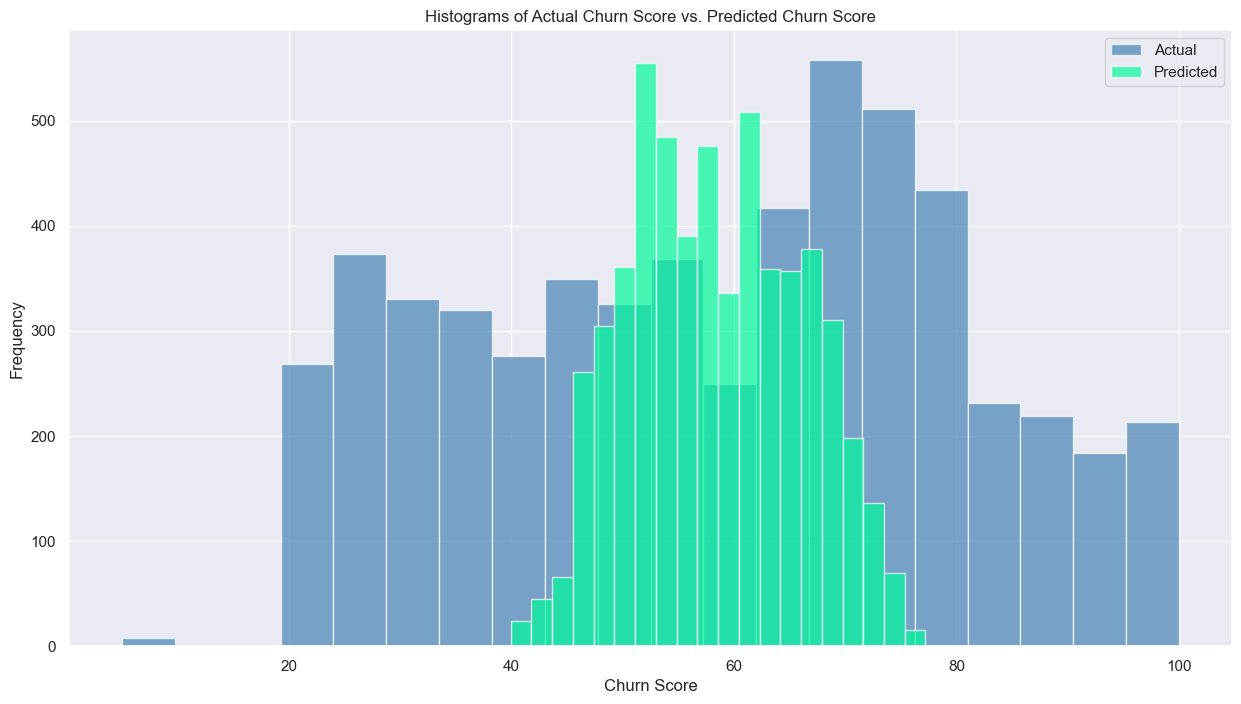 Histograms of Actual Churn Score vs. Predicted Churn Score
Actual
Predicted
Frequency
500
400
300
200
100
0
20 40 60 80 100
Churn Score